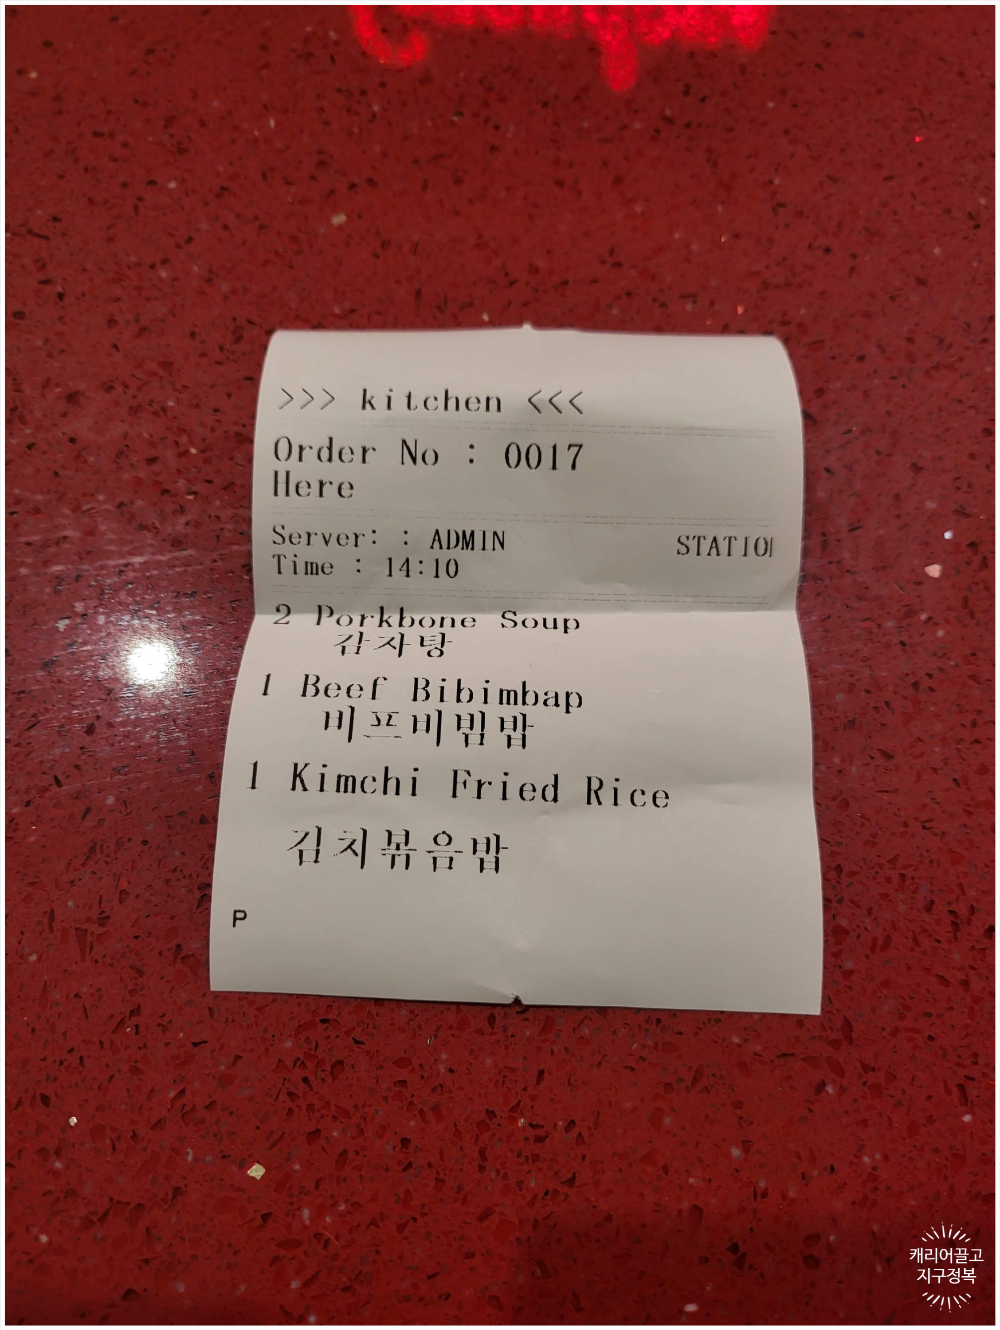 >>> kitchen <<<
Order No : 0017
Here
Server: : ADMIN STATIO
Time : 14:10
2 Porkbone Soup
감자탕
1 Beef Bibimbap
비프비빔밥
1 Kimchi Fried Rice
김치볶음밥
P
캐리어끌고
지구정복